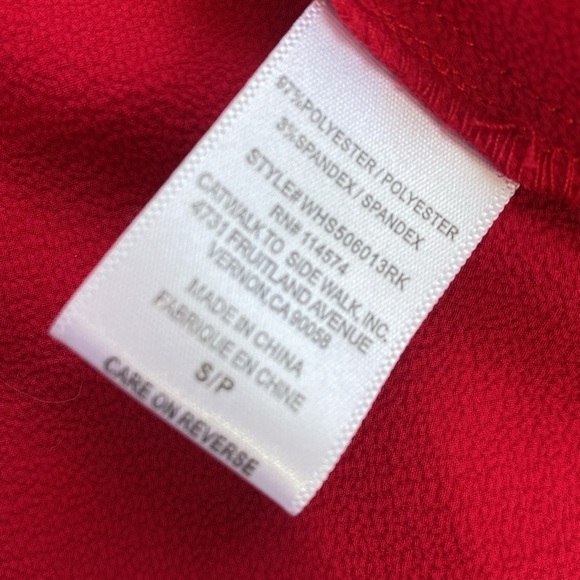 97%POLYESTER / POLYESTER
3%SPANDEX / SPANDEX
STYLE#WHS506013RK
RN# 114574
CATWALK TO SIDE WALK, INC.
4731 FRUITLAND AVENUE
VERNON,CA 90058
MADE IN CHINA
FABRIQUE EN CHINE
S/P
CARE ON REVERSE